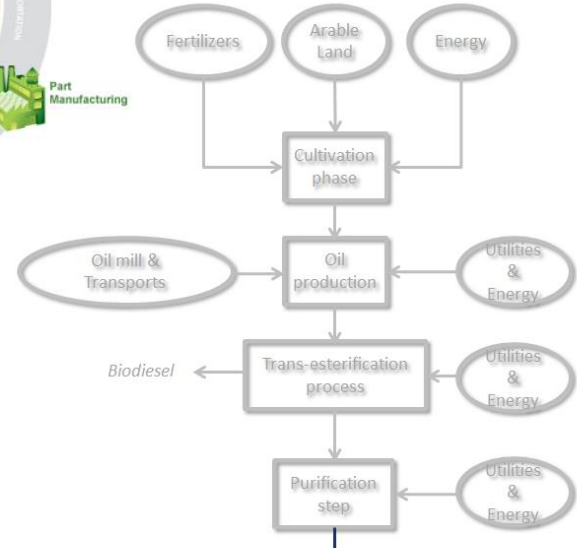 PORTATION
Part
Manufacturing
Fertilizers
Arable
Land
Energy
Cultivation
phase
Oil mill &
Transports
Oil
production
Utilities
&
Energy
Biodiesel
Trans-esterification
process
Utilities
&
Energy
Purification
step
Utilities
&
Energy